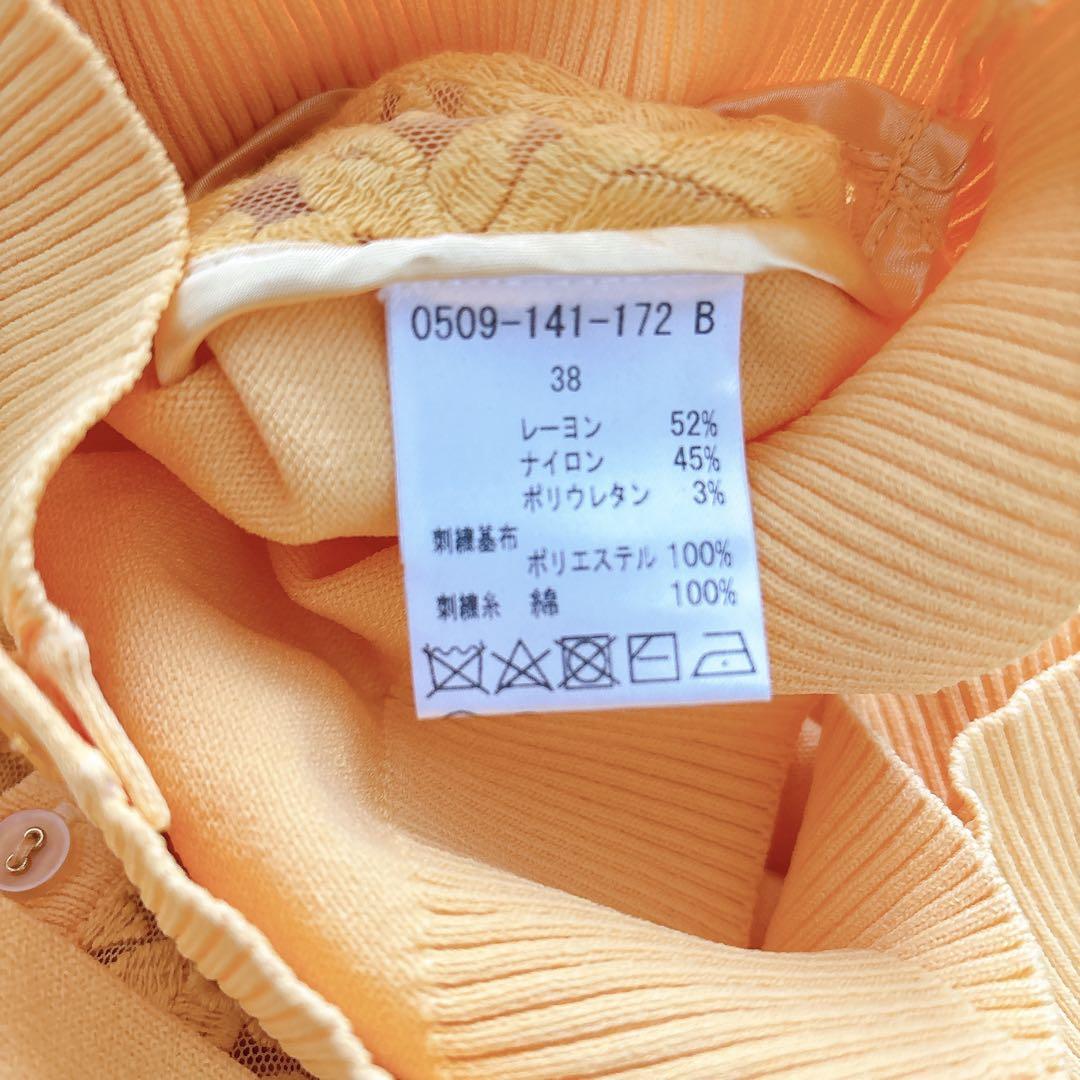 0509-141-172 B
38
レーヨン 52%
ナイロン 45%
ポリウレタン 3%
刺繍基布
ポリエステル 100%
刺繍糸 綿 100%